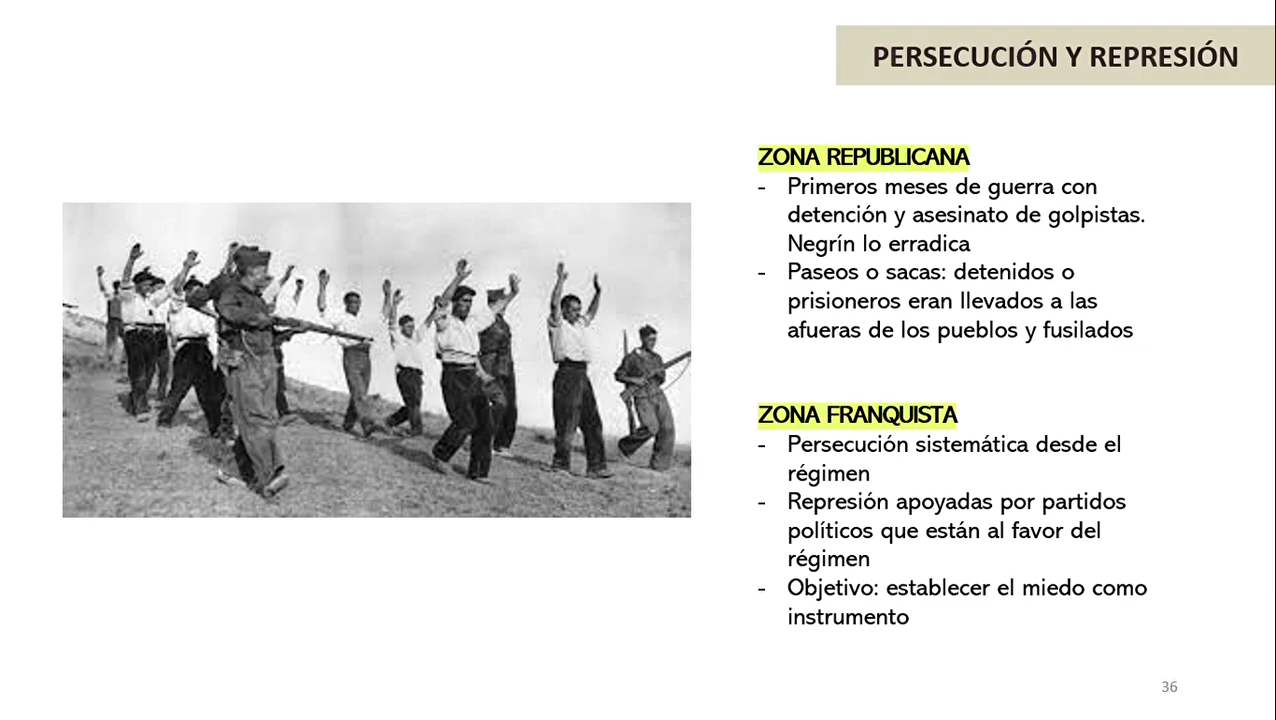 PERSECUCIÓN Y REPRESIÓN
ZONA REPUBLICANA
- Primeros meses de guerra con
detención y asesinato de golpistas.
Negrín lo erradica
- Paseos o sacas: detenidos o
prisioneros eran llevados a las
afueras de los pueblos y fusilados
ZONA FRANQUISTA
- Persecución sistemática desde el
régimen
- Represión apoyadas por partidos
políticos que están al favor del
régimen
- Objetivo: establecer el miedo como
instrumento
36